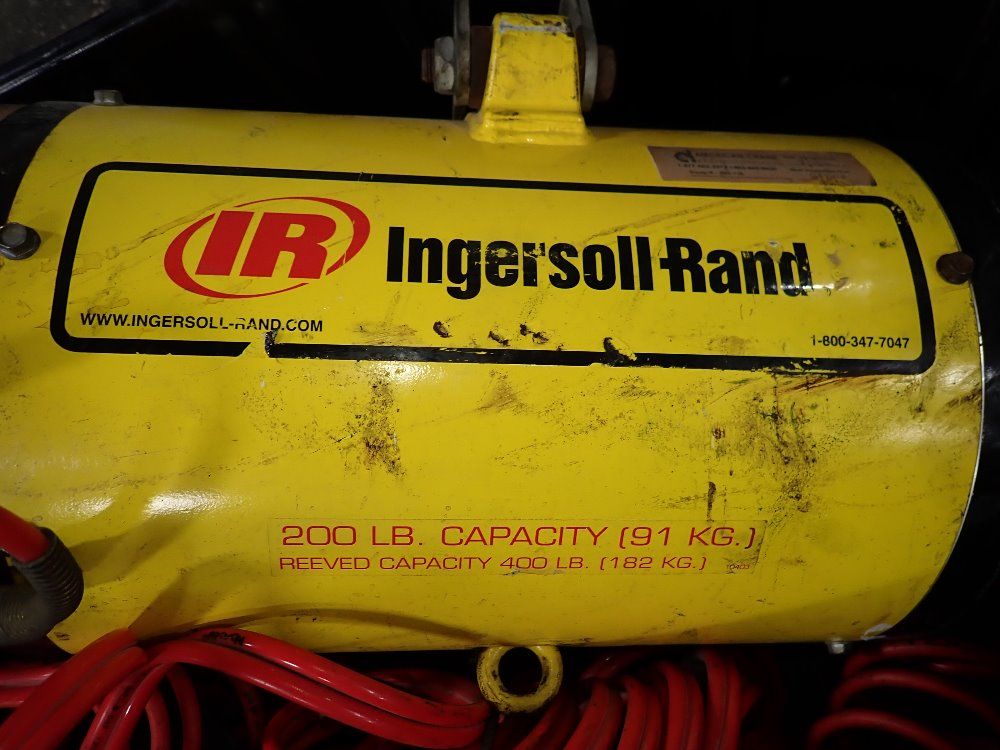 IR Ingersoll-Rand
WWW.INGERSOLL-RAND.COM
1-800-347-7047
200 LB. CAPACITY (91 KG.)
REEVED CAPACITY 400 LB. (182 KG.)